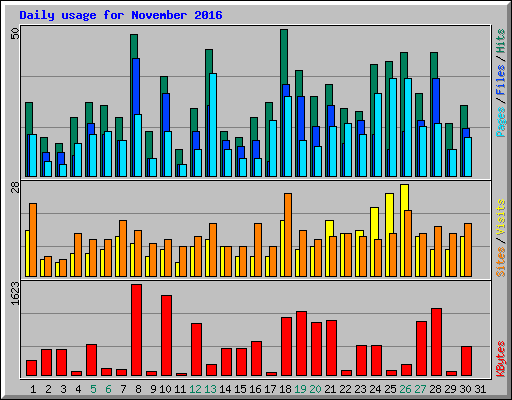 Daily usage for November 2016
50
Pages / Files / Hits
28
Sites / Visits
1623
KBytes
1 2 3 4 5 6 7 8 9 10 11 12 13 14 15 16 17 18 19 20 21 22 23 24 25 26 27 28 29 30 31